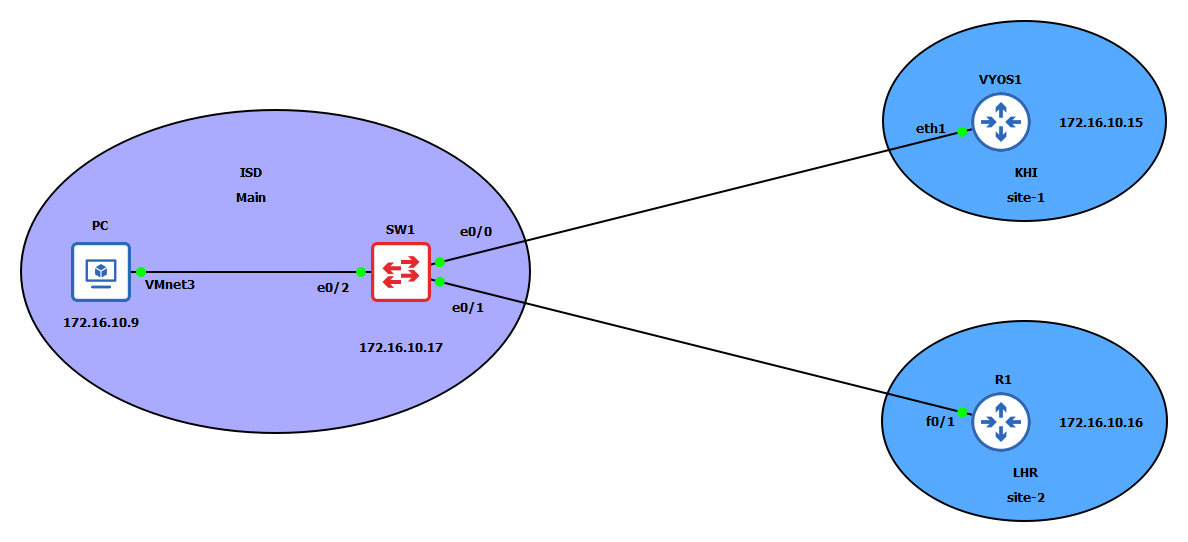 ISD
Main
PC
VMnet3
172.16.10.9
SW1
e0/2
e0/0
e0/1
172.16.10.17
VYOS1
eth1
172.16.10.15
KHI
site-1
R1
f0/1
172.16.10.16
LHR
site-2